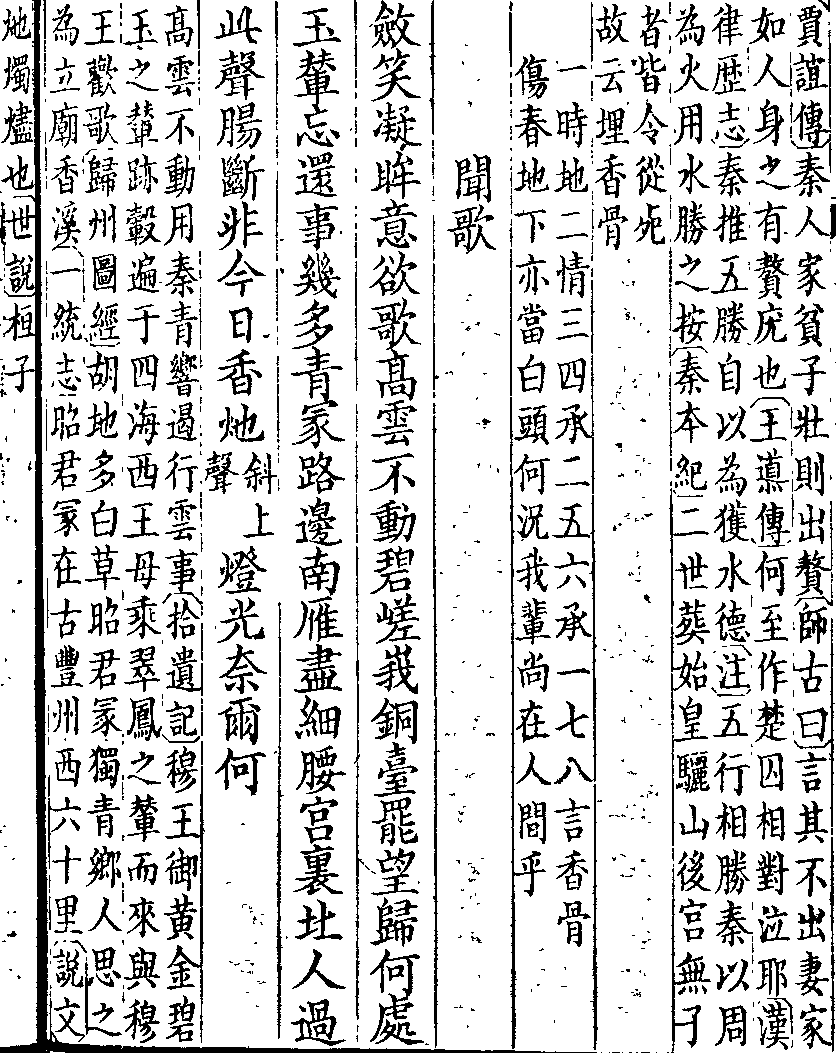 賈誼傳秦人家貧子壯則出贅師古曰言其不出妻家
如人身之有贅疣也王藁傳何至作楚囚相對泣耶漢
律歴志秦推五勝自以為獲水德注五行相勝秦以周
為火用水勝之按秦本紀二世葬始皇驪山後宫無子
者皆令從死
故云埋香骨
一時地二情三四承二五六承一七八言香骨
傷春地下亦當白頭何況我輩尚在人間乎
聞歌
斂笑凝眸意欲歌高雲不動碧嵯峩銅臺罷望歸何處
玉輦忘還事幾多青冢路邊南雁盡細腰宫裏北人過
此聲腸斷非今日香灺斜上聲燈光奈爾何
高雲不動用秦青響遏行雲事拾遺記穆王御黄金碧
玉之輦跡轂遍于四海西王母乘翠鳳之輦而來與穆
王歡歌歸州圖經胡地多白草昭君冢獨青鄉人思之
為立廟香溪一統志昭君冢在古豐州西六十里說文
灺燭燼也世說桓子